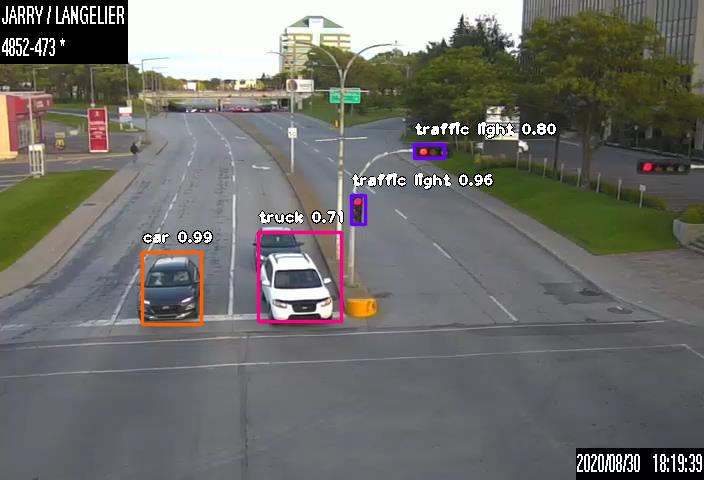 JARRY / LANGELIER
4852-473 *
traffic light 0.80
traffic light 0.96
truck 0.71
car 0.99
2020/08/30 18:19:39